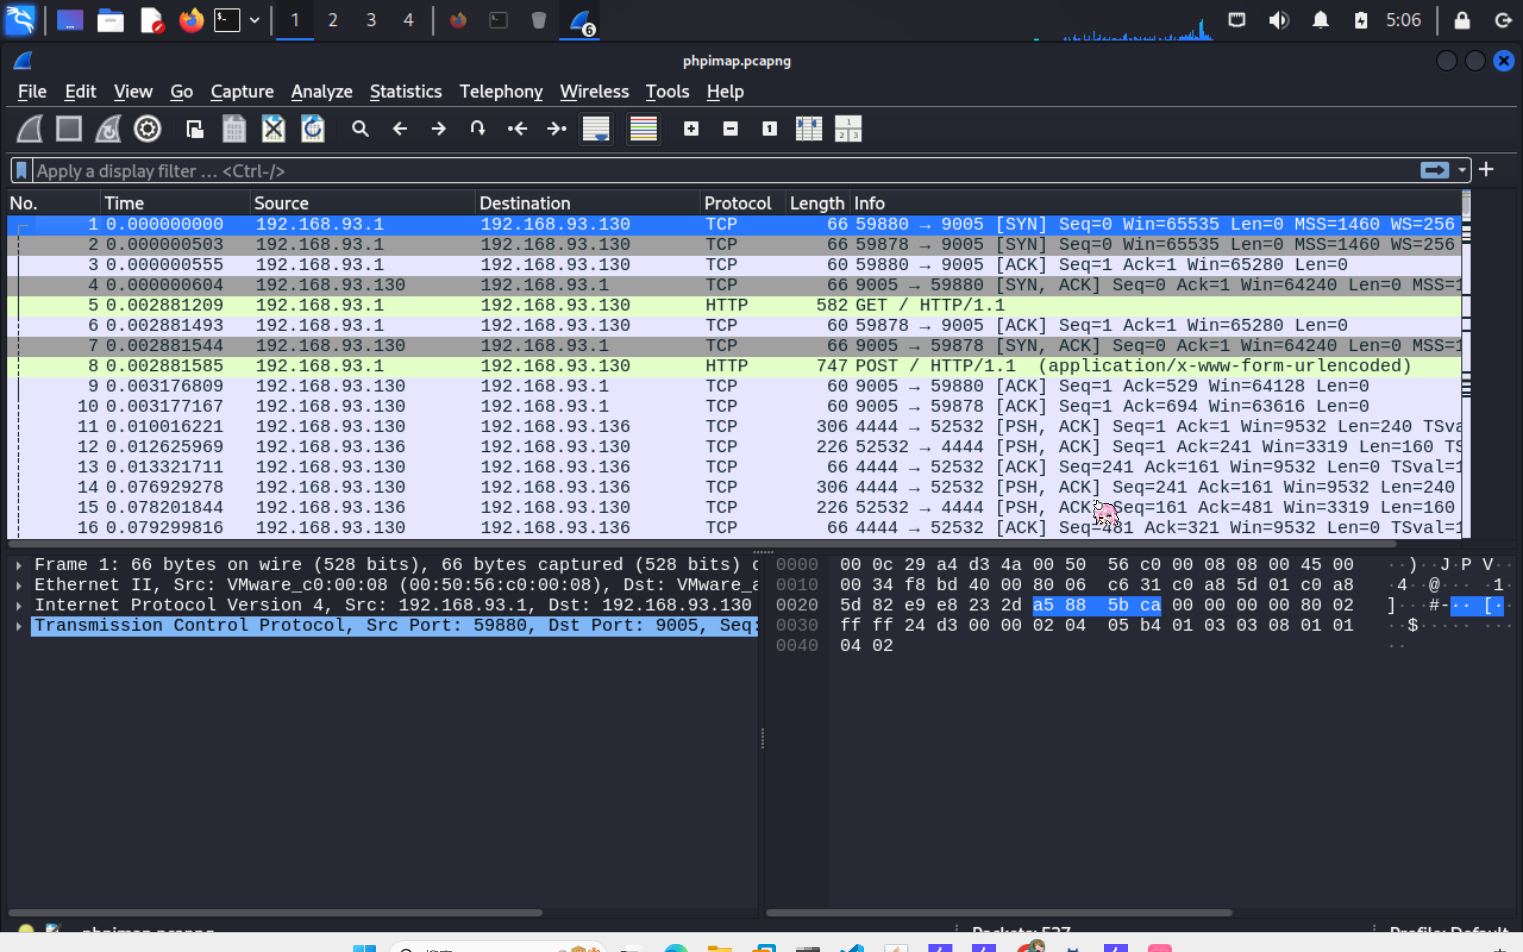 1 2 3 4 6 5:06
phpimap.pcapng
File Edit View Go Capture Analyze Statistics Telephony Wireless Tools Help
Apply a display filter … <Ctrl-/>
No. Time Source Destination Protocol Length Info
1 0.000000000 192.168.93.1 192.168.93.130 TCP 66 59880 → 9005 [SYN] Seq=0 Win=65535 Len=0 MSS=1460 WS=256
2 0.000000503 192.168.93.1 192.168.93.130 TCP 66 59878 → 9005 [SYN] Seq=0 Win=65535 Len=0 MSS=1460 WS=256
3 0.000000555 192.168.93.1 192.168.93.130 TCP 60 59880 → 9005 [ACK] Seq=1 Ack=1 Win=65280 Len=0
4 0.000000604 192.168.93.130 192.168.93.1 TCP 66 9005 → 59880 [SYN, ACK] Seq=0 Ack=1 Win=64240 Len=0 MSS=1
5 0.002881209 192.168.93.1 192.168.93.130 HTTP 582 GET / HTTP/1.1
6 0.002881493 192.168.93.1 192.168.93.130 TCP 60 59878 → 9005 [ACK] Seq=1 Ack=1 Win=65280 Len=0
7 0.002881544 192.168.93.130 192.168.93.1 TCP 66 9005 → 59878 [SYN, ACK] Seq=0 Ack=1 Win=64240 Len=0 MSS=1
8 0.002881585 192.168.93.1 192.168.93.130 HTTP 747 POST / HTTP/1.1 (application/x-www-form-urlencoded)
9 0.003176809 192.168.93.130 192.168.93.1 TCP 60 9005 → 59880 [ACK] Seq=1 Ack=529 Win=64128 Len=0
10 0.003177167 192.168.93.130 192.168.93.1 TCP 60 9005 → 59878 [ACK] Seq=1 Ack=694 Win=63616 Len=0
11 0.010016221 192.168.93.130 192.168.93.136 TCP 306 4444 → 52532 [PSH, ACK] Seq=1 Ack=1 Win=9532 Len=240 TSva
12 0.012625969 192.168.93.136 192.168.93.130 TCP 226 52532 → 4444 [PSH, ACK] Seq=1 Ack=241 Win=3319 Len=160 TS
13 0.013321711 192.168.93.130 192.168.93.136 TCP 66 4444 → 52532 [ACK] Seq=241 Ack=161 Win=9532 Len=0 TSval=1
14 0.076929278 192.168.93.130 192.168.93.136 TCP 306 4444 → 52532 [PSH, ACK] Seq=241 Ack=161 Win=9532 Len=240
15 0.078201844 192.168.93.136 192.168.93.130 TCP 226 52532 → 4444 [PSH, ACK] Seq=161 Ack=481 Win=3319 Len=160
16 0.079299816 192.168.93.130 192.168.93.136 TCP 66 4444 → 52532 [ACK] Seq=481 Ack=321 Win=9532 Len=0 TSval=1
Frame 1: 66 bytes on wire (528 bits), 66 bytes captured (528 bits) o
Ethernet II, Src: VMware_c0:00:08 (00:50:56:c0:00:08), Dst: VMware_a
Internet Protocol Version 4, Src: 192.168.93.1, Dst: 192.168.93.130
Transmission Control Protocol, Src Port: 59880, Dst Port: 9005, Seq:
0000 00 0c 29 a4 d3 4a 00 50 56 c0 00 08 08 00 45 00 ··)··J·P V·····E·
0010 00 34 f8 bd 40 00 80 06 c6 31 c0 a8 5d 01 c0 a8 ·4··@··· ·1··]···
0020 5d 82 e9 e8 23 2d a5 88 5b ca 00 00 00 00 80 02 ]···#-·· [·
0030 ff ff 24 d3 00 00 02 04 05 b4 01 03 03 08 01 01 ··$····· ···
0040 04 02 ··
phpimap.pcapng Packets: 527 Profile: Default